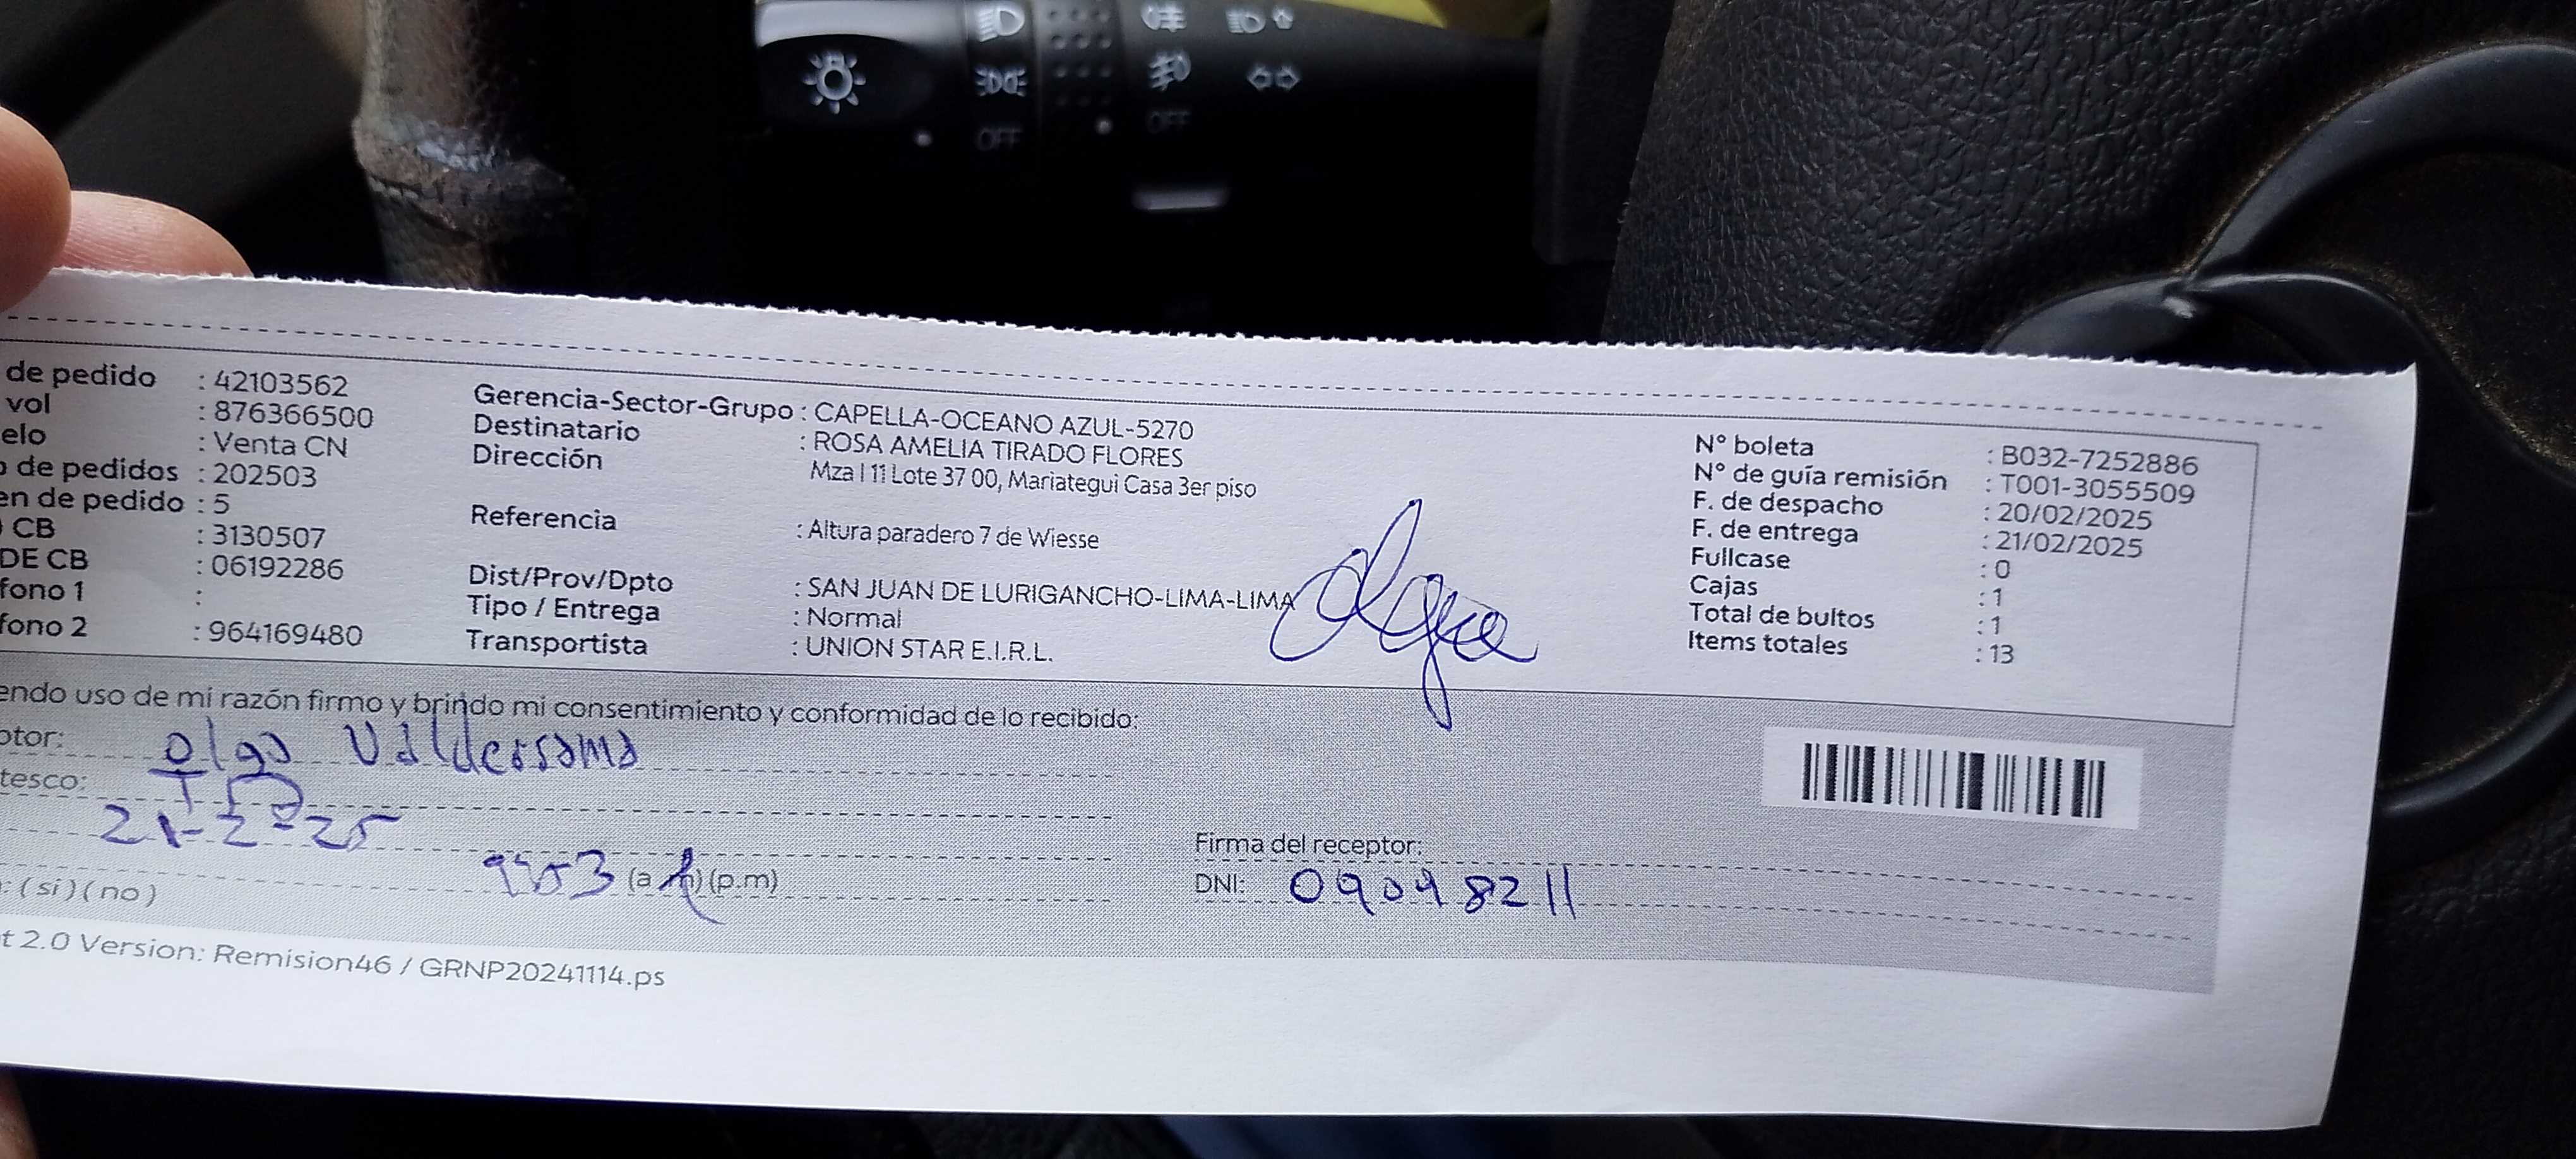 de pedido : 42103562
vol : 876366500
elo : Venta CN
de pedidos : 202503
en de pedido : 5
CB : 3130507
DE CB : 06192286
fono 1 :
fono 2 : 964169480
Gerencia-Sector-Grupo : CAPELLA-OCEANO AZUL-5270
Destinatario : ROSA AMELIA TIRADO FLORES
Dirección Mza I 11 Lote 37 00, Mariategui Casa 3er piso
Referencia : Altura paradero 7 de Wiesse
Dist/Prov/Dpto : SAN JUAN DE LURIGANCHO-LIMA-LIMA
Tipo / Entrega : Normal
Transportista : UNION STAR E.I.R.L.
Olga
N° boleta : B032-7252886
N° de guía remisión : T001-3055509
F. de despacho : 20/02/2025
F. de entrega : 21/02/2025
Fullcase : 0
Cajas : 1
Total de bultos : 1
Items totales : 13
endo uso de mi razón firmo y brindo mi consentimiento y conformidad de lo recibido:
ptor: olga Valderrama
tesco:
21-2-25
(a.m) (p.m)
: ( si ) ( no )
Firma del receptor:
DNI: 09098211
t 2.0 Version: Remision46 / GRNP20241114.ps
OFF
OFF